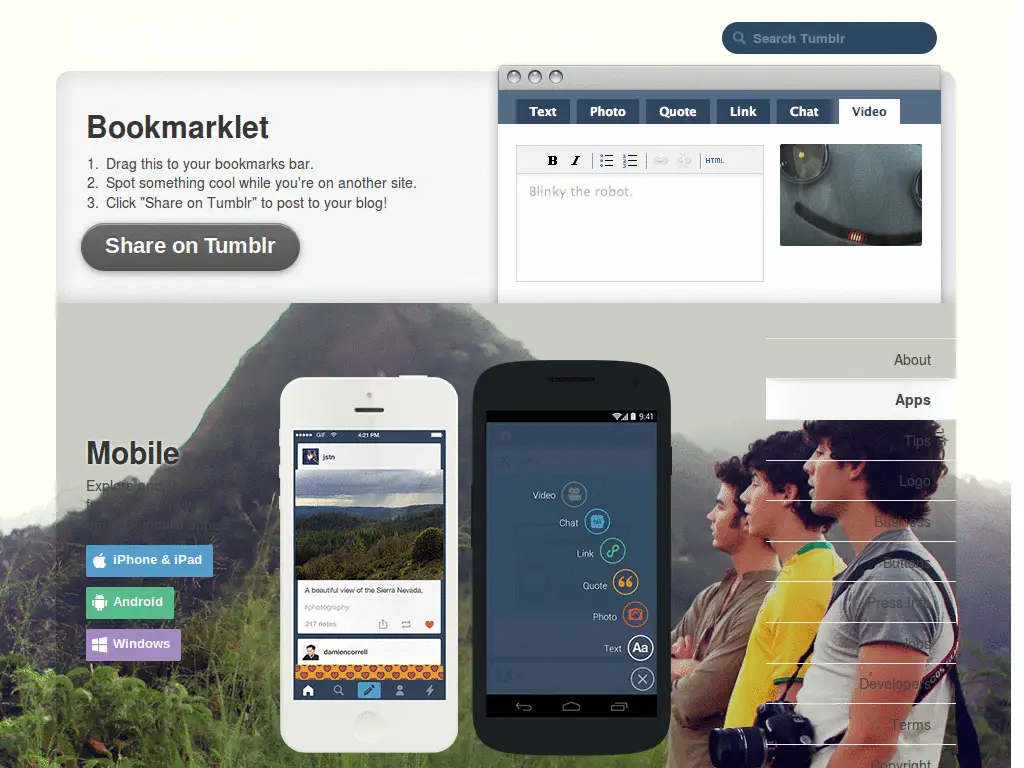 Search Tumblr
Bookmarklet
1. Drag this to your bookmarks bar.
2. Spot something cool while you're on another site.
3. Click "Share on Tumblr" to post to your blog!
Share on Tumblr
Text Photo Quote Link Chat Video
B I HTML
Blinky the robot.
About
Apps
Tips
Logo
Business
Buttons
Press Info
Jobs
Developers
Terms
Copyright
Mobile
Explore and
iPhone & iPad
Android
Windows
GIF 4:21 PM
jstn
A beautiful view of the Sierra Nevada.
#photography
217 notes
damiencorrell
9:41
Video
Chat
Link
Quote
Photo
Text Aa